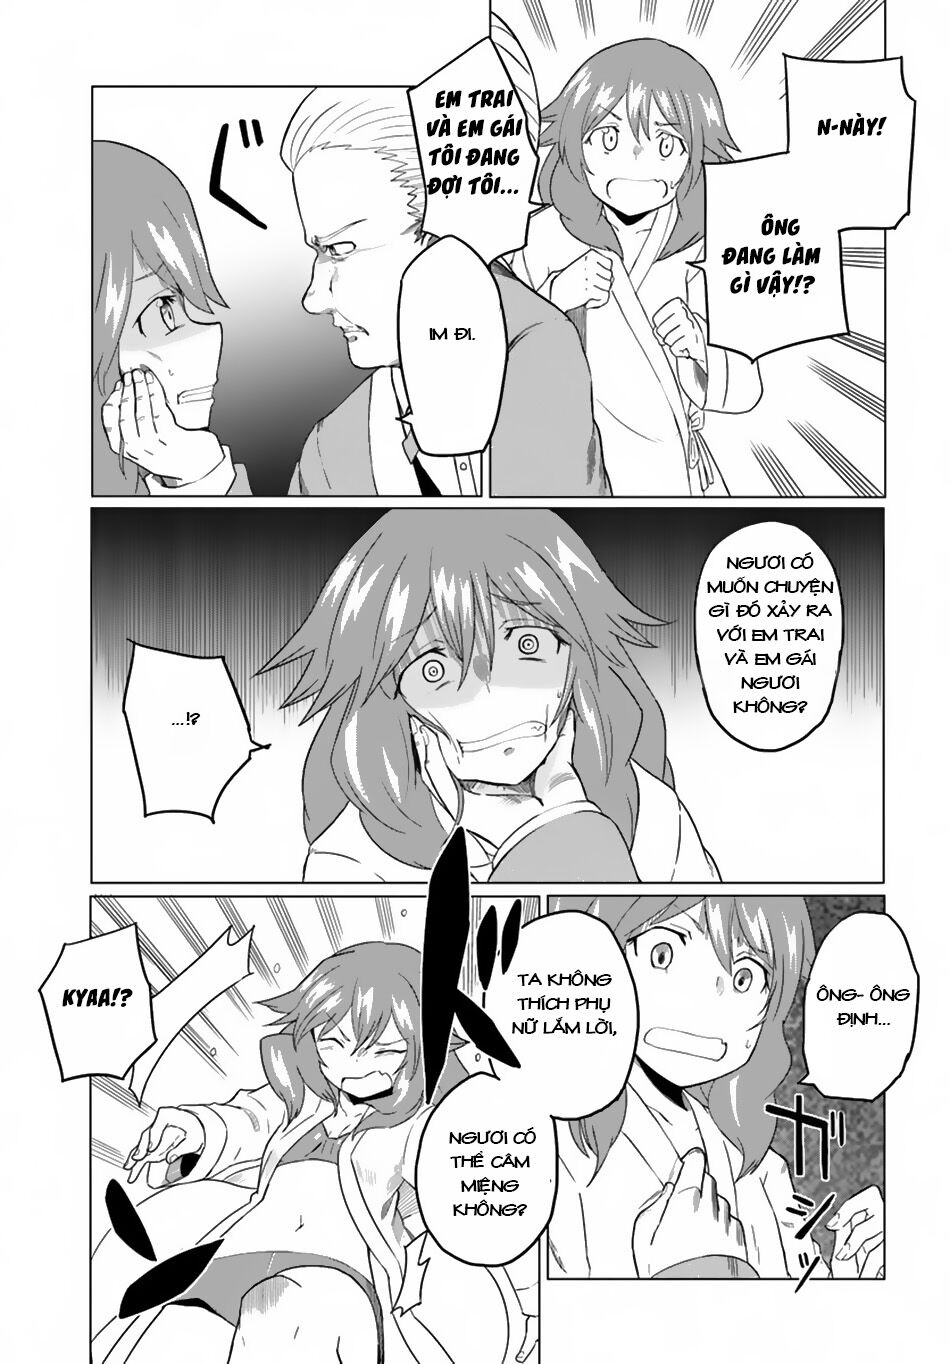 N-NÀY!
ÔNG
ĐANG LÀM
GÌ VẬY!?
EM TRAI
VÀ EM GÁI
TÔI ĐANG
ĐỢI TÔI...
IM ĐI.
NGƯƠI CÓ
MUỐN CHUYỆN
GÌ ĐÓ XẢY RA
VỚI EM TRAI
VÀ EM GÁI
NGƯƠI
KHÔNG?
...!?
ÔNG- ÔNG
ĐỊNH...
TA KHÔNG
THÍCH PHỤ
NỮ LẮM LỜI,
NGƯƠI CÓ
THỂ CÂM
MIỆNG
KHÔNG?
KYAA!?